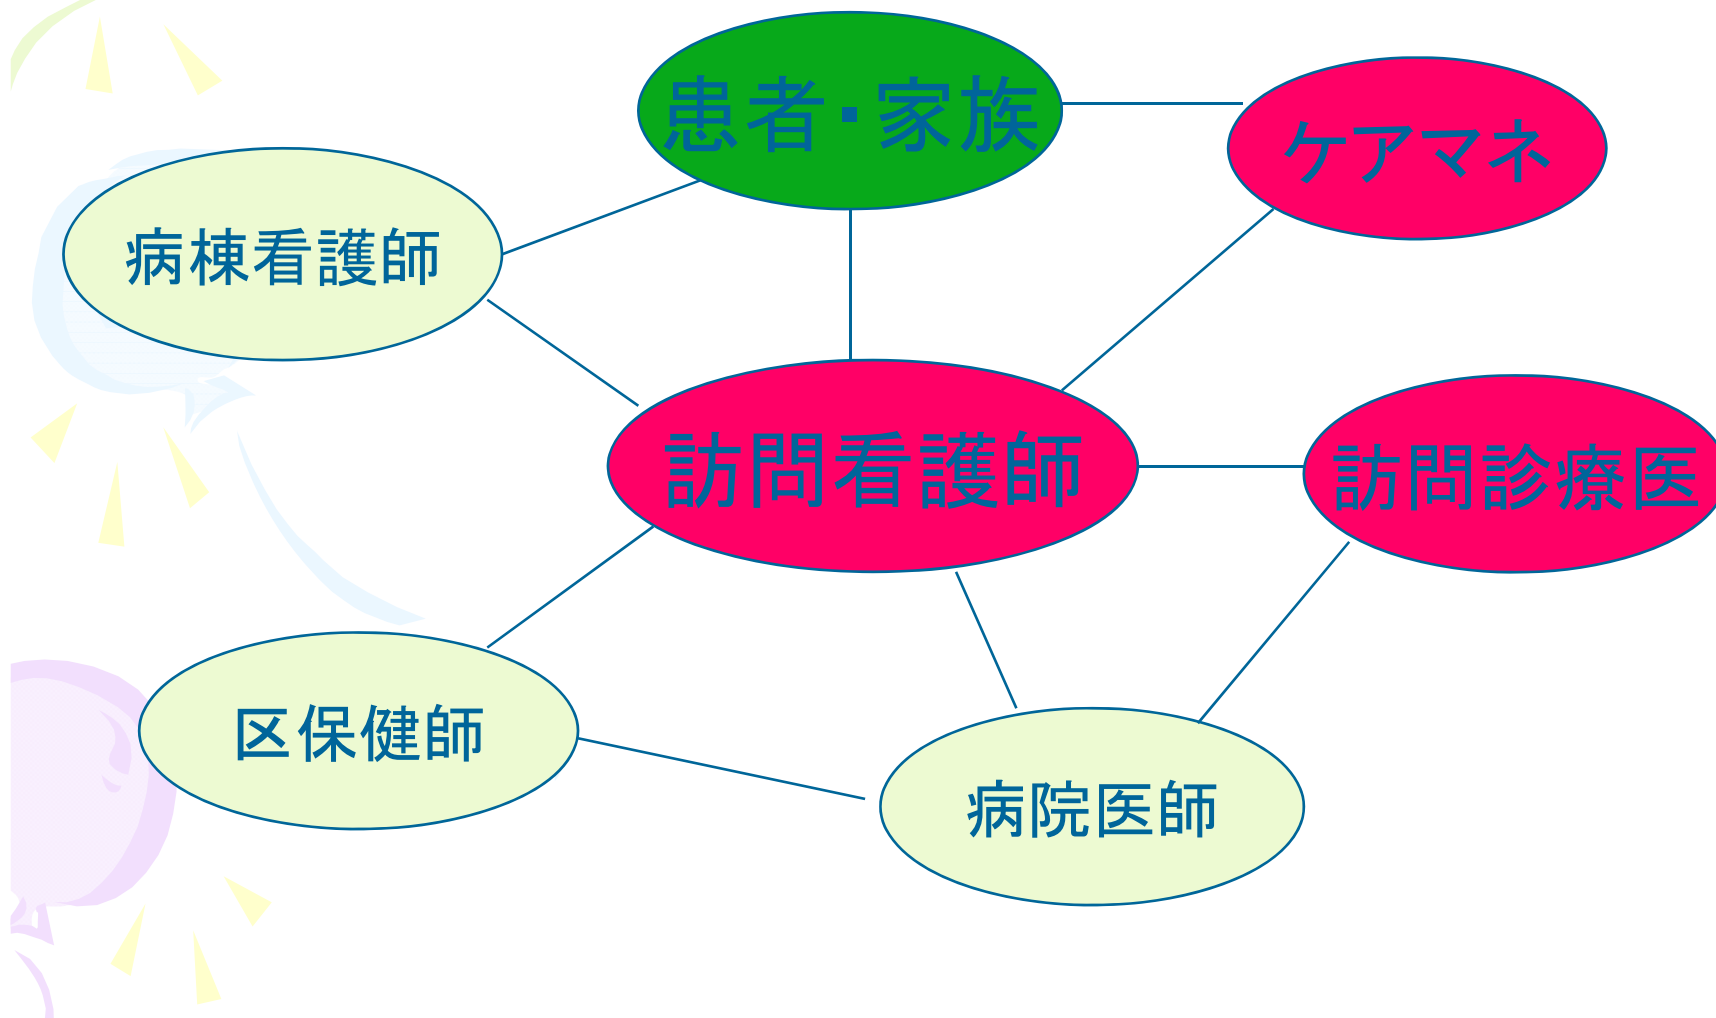 患者・家族
ケアマネ
病棟看護師
訪問看護師
訪問診療医
区保健師
病院医師